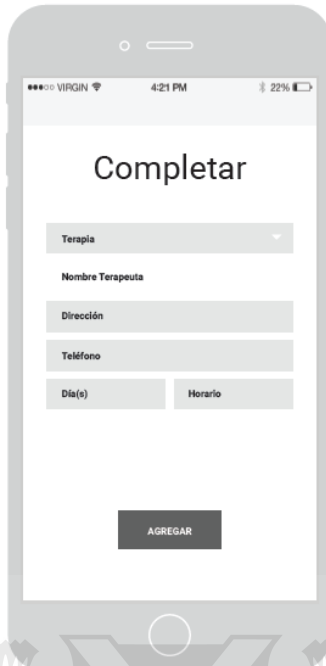 VIRGIN 4:21 PM 22%
Completar
Terapia
Nombre Terapeuta
Dirección
Teléfono
Día(s) Horario
AGREGAR